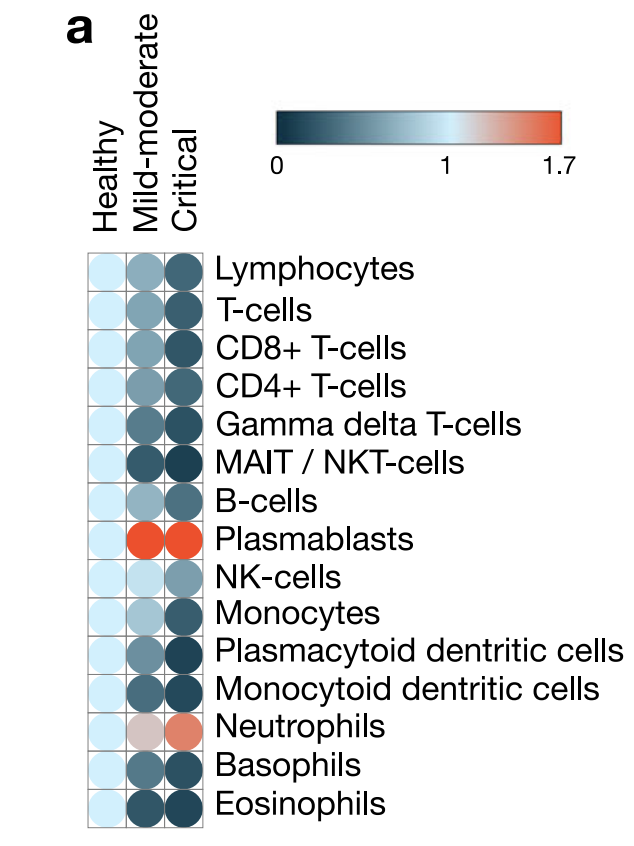 a
Healthy
Mild-moderate
Critical
0 1 1.7
Lymphocytes
T-cells
CD8+ T-cells
CD4+ T-cells
Gamma delta T-cells
MAIT / NKT-cells
B-cells
Plasmablasts
NK-cells
Monocytes
Plasmacytoid dentritic cells
Monocytoid dentritic cells
Neutrophils
Basophils
Eosinophils